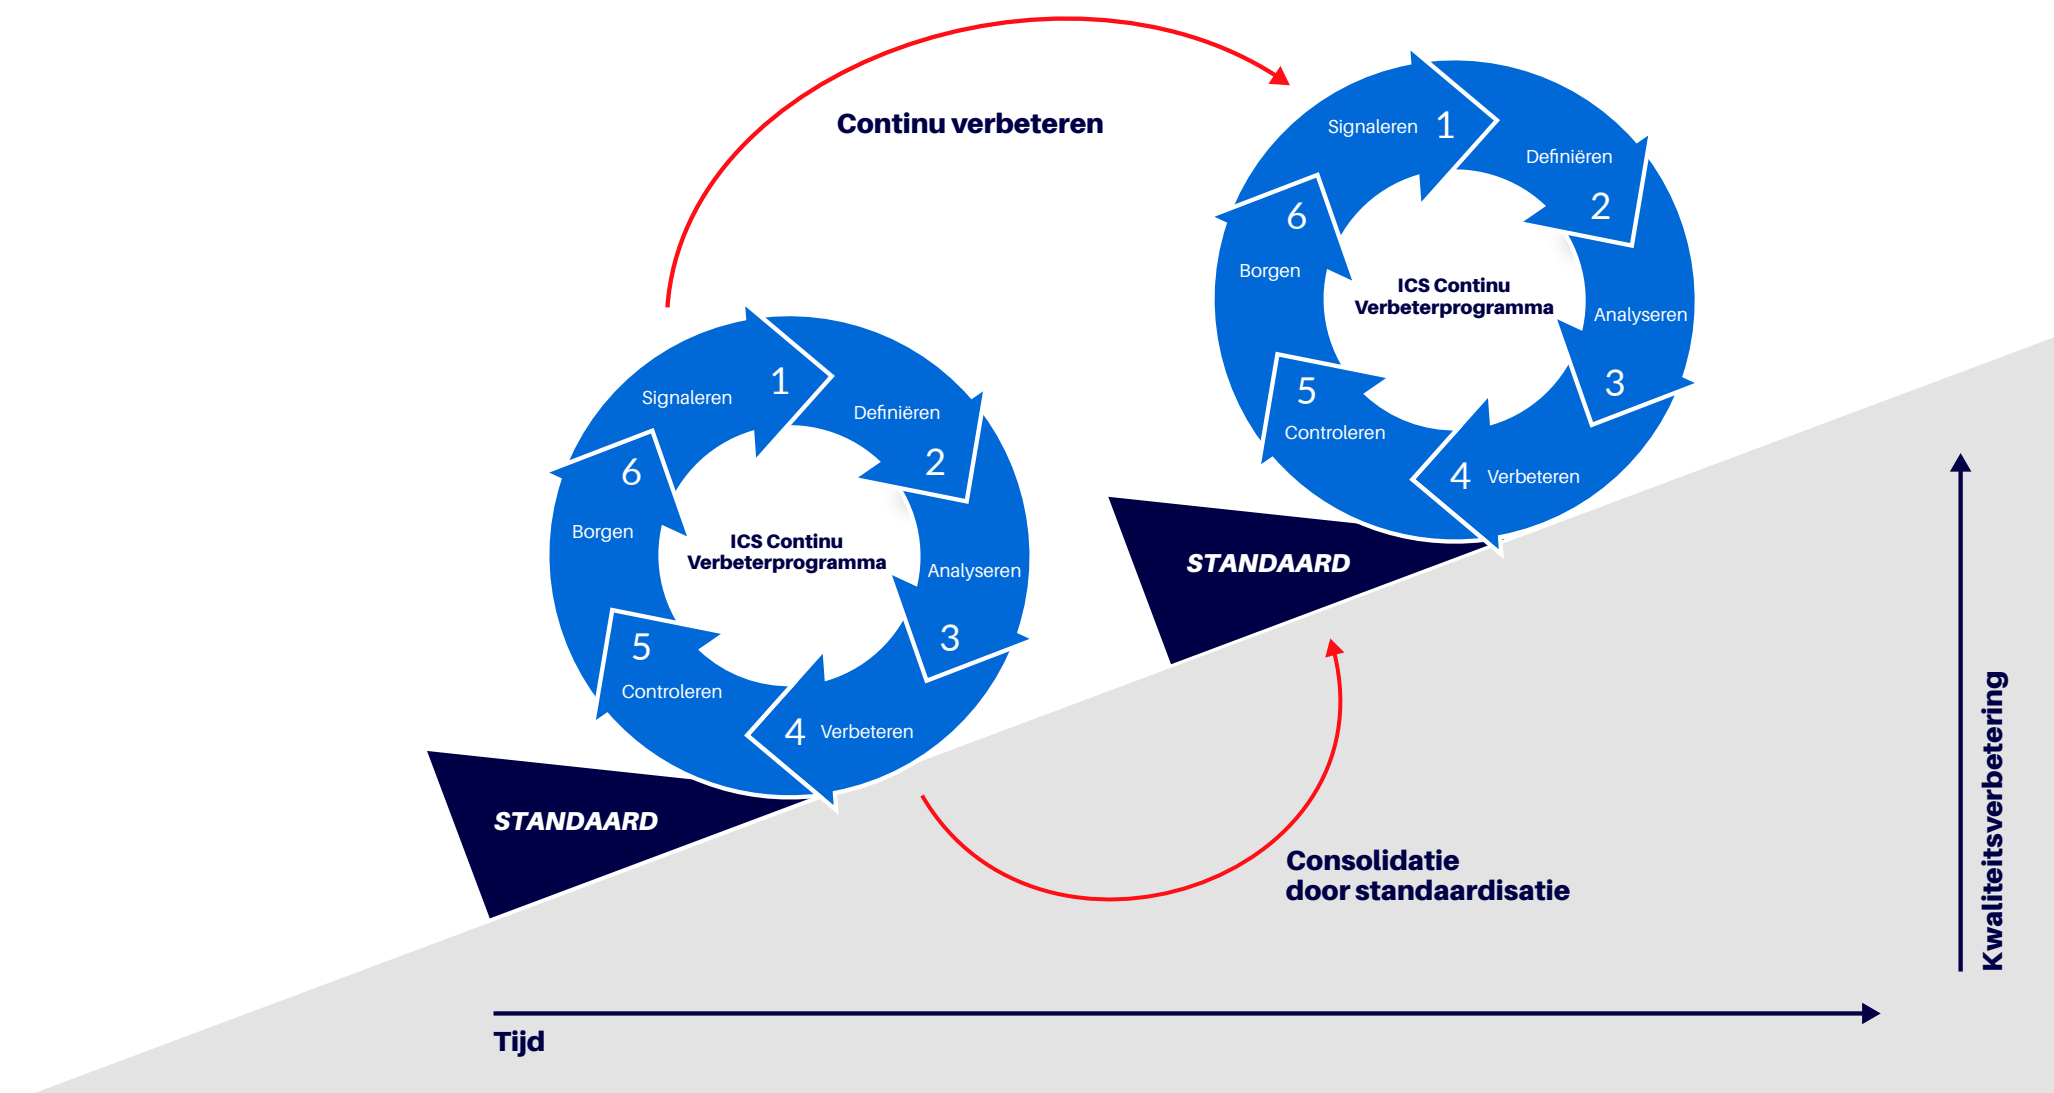 Continu verbeteren
Signaleren 1
Definiëren
2
Analyseren
3
4 Verbeteren
5
Controleren
6
Borgen
ICS Continu
Verbeterprogramma
STANDAARD
Signaleren 1
Definiëren
2
Analyseren
3
4 Verbeteren
5
Controleren
6
Borgen
ICS Continu
Verbeterprogramma
STANDAARD
Consolidatie
door standaardisatie
Kwaliteitsverbetering
Tijd